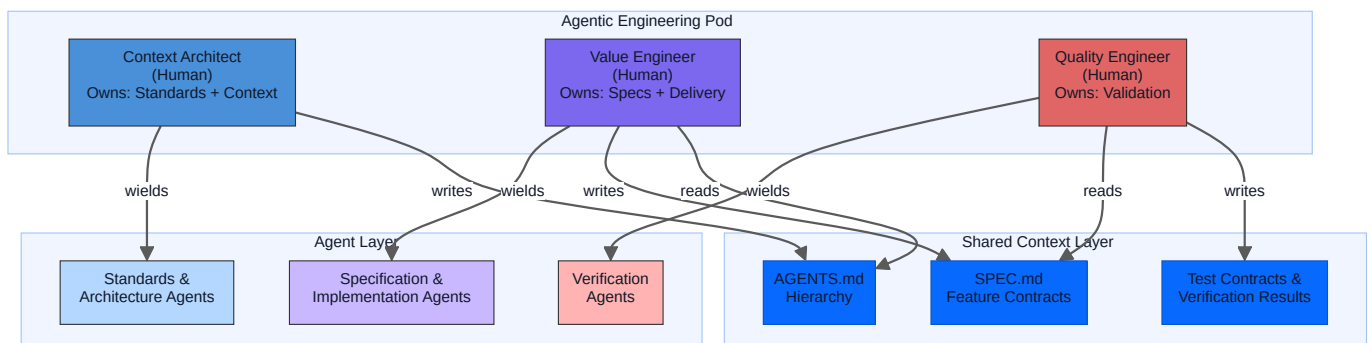 Agentic Engineering Pod
Context Architect
(Human)
Owns: Standards + Context
Value Engineer
(Human)
Owns: Specs + Delivery
Quality Engineer
(Human)
Owns: Validation
wields
writes
wields
writes
reads
wields
reads
writes
Agent Layer
Standards &
Architecture Agents
Specification &
Implementation Agents
Verification
Agents
Shared Context Layer
AGENTS.md
Hierarchy
SPEC.md
Feature Contracts
Test Contracts &
Verification Results